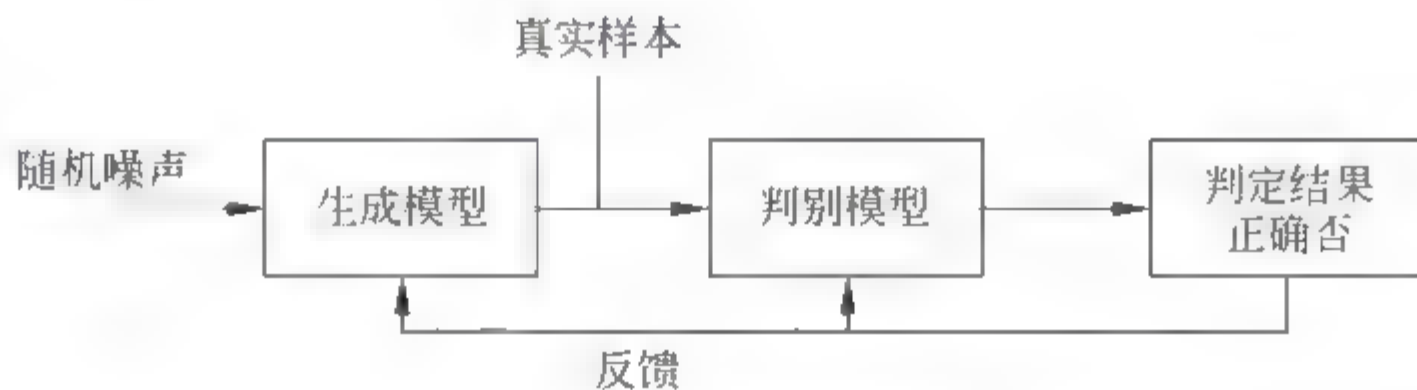 真实样本
随机噪声
生成模型
判别模型
判定结果
正确否
反馈